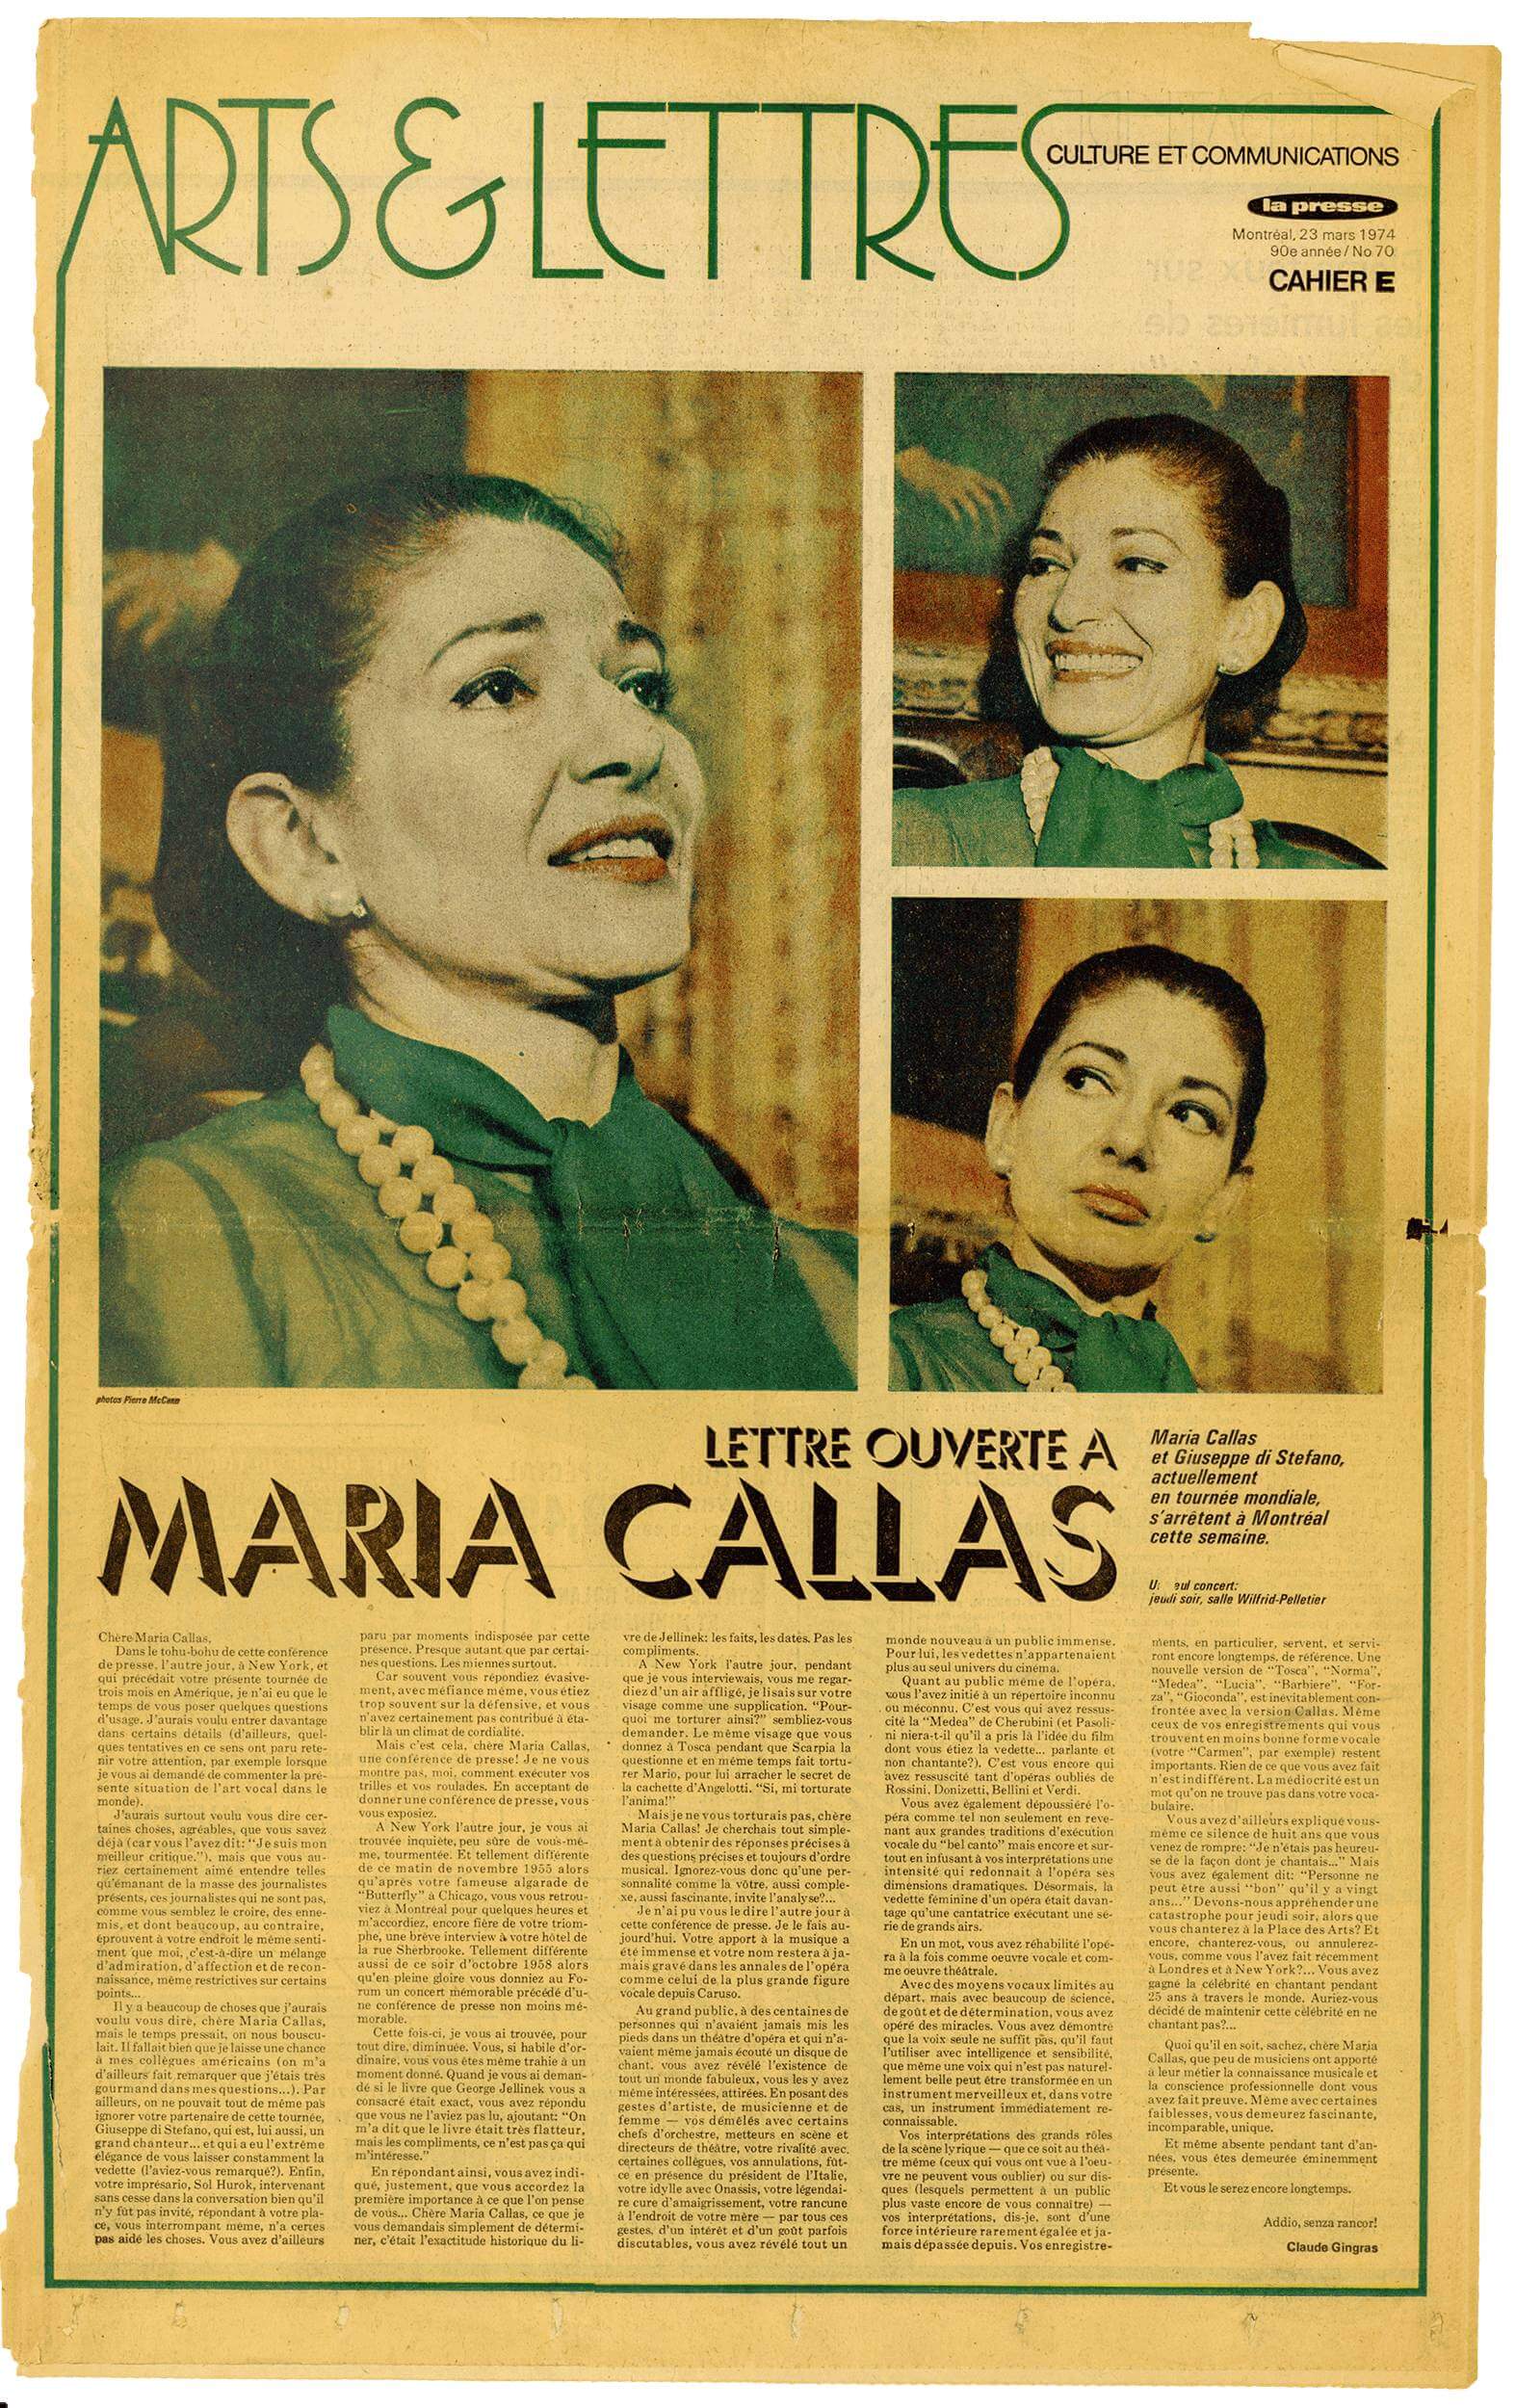 ARTS & LETTRES
CULTURE ET COMMUNICATIONS
la presse
Montréal, 23 mars 1974
90e année / No 70
CAHIER E
photos Pierre McCann
LETTRE OUVERTE A
MARIA CALLAS
Maria Callas
et Giuseppe di Stefano,
actuellement
en tournée mondiale,
s'arrêtent à Montréal
cette semaine.
eul concert:
jeudi soir, salle Wilfrid-Pelletier
Chère Maria Callas,
Dans le tohu-bohu de cette conférence
de presse, l'autre jour, à New York, et
qui précédait votre présente tournée de
trois mois en Amérique, je n'ai eu que le
temps de vous poser quelques questions
d'usage. J'aurais voulu entrer davantage
dans certains détails (d'ailleurs, quel-
ques tentatives en ce sens ont paru rete-
nir votre attention, par exemple lorsque
je vous ai demandé de commenter la pré-
sente situation de l'art vocal dans le
monde).
J'aurais surtout voulu vous dire cer-
taines choses, agréables, que vous savez
déjà (car vous l'avez dit: "Je suis mon
meilleur critique."), mais que vous au-
riez certainement aimé entendre telles
qu'émanant de la masse des journalistes
présents, ces journalistes qui ne sont pas,
comme vous semblez le croire, des enne-
mis, et dont beaucoup, au contraire,
éprouvent à votre endroit le même senti-
ment que moi, c'est-à-dire un mélange
d'admiration, d'affection et de recon-
naissance, même restrictives sur certains
points...
Il y a beaucoup de choses que j'aurais
voulu vous dire, chère Maria Callas,
mais le temps pressait, on nous bouscu-
lait. Il fallait bien que je laisse une chance
à mes collègues américains (on m'a
d'ailleurs fait remarquer que j'étais très
gourmand dans mes questions...). Par
ailleurs, on ne pouvait tout de même pas
ignorer votre partenaire de cette tournée,
Giuseppe di Stefano, qui est, lui aussi, un
grand chanteur... et qui a eu l'extrême
élégance de vous laisser constamment la
vedette (l'aviez-vous remarqué?). Enfin,
votre imprésario, Sol Hurok, intervenant
sans cesse dans la conversation bien qu'il
n'y fût pas invité, répondant à votre pla-
ce, vous interrompant même, n'a certes
pas aidé les choses. Vous avez d'ailleurs
paru par moments indisposée par cette
présence. Presque autant que par certai-
nes questions. Les miennes surtout.
Car souvent vous répondiez évasive-
ment, avec méfiance même, vous étiez
trop souvent sur la défensive, et vous
n'avez certainement pas contribué à éta-
blir là un climat de cordialité.
Mais c'est cela, chère Maria Callas,
une conférence de presse! Je ne vous
montre pas, moi, comment exécuter vos
trilles et vos roulades. En acceptant de
donner une conférence de presse, vous
vous exposiez.
A New York l'autre jour, je vous ai
trouvée inquiète, peu sûre de vous-mê-
me, tourmentée. Et tellement différente
de ce matin de novembre 1955 alors
qu'après votre fameuse algarade de
"Butterfly" à Chicago, vous vous retrou-
viez à Montréal pour quelques heures et
m'accordiez, encore fière de votre triom-
phe, une brève interview à votre hôtel de
la rue Sherbrooke. Tellement différente
aussi de ce soir d'octobre 1958 alors
qu'en pleine gloire vous donniez au Fo-
rum un concert mémorable précédé d'u-
ne conférence de presse non moins mé-
morable.
Cette fois-ci, je vous ai trouvée, pour
tout dire, diminuée. Vous, si habile d'or-
dinaire, vous vous êtes même trahie à un
moment donné. Quand je vous ai deman-
dé si le livre que George Jellinek vous a
consacré était exact, vous avez répondu
que vous ne l'aviez pas lu, ajoutant: "On
m'a dit que le livre était très flatteur,
mais les compliments, ce n'est pas ça qui
m'intéresse."
En répondant ainsi, vous avez indi-
qué, justement, que vous accordez la
première importance à ce que l'on pense
de vous... Chère Maria Callas, ce que je
vous demandais simplement de détermi-
ner, c'était l'exactitude historique du li-
vre de Jellinek: les faits, les dates. Pas les
compliments.
A New York l'autre jour, pendant
que je vous interviewais, vous me regar-
diez d'un air affligé, je lisais sur votre
visage comme une supplication. "Pour-
quoi me torturer ainsi?" sembliez-vous
demander. Le même visage que vous
donnez à Tosca pendant que Scarpia la
questionne et en même temps fait tortu-
rer Mario, pour lui arracher le secret de
la cachette d'Angelotti. "Si, mi torturate
l'anima!"
Mais je ne vous torturais pas, chère
Maria Callas! Je cherchais tout simple-
ment à obtenir des réponses précises à
des questions précises et toujours d'ordre
musical. Ignorez-vous donc qu'une per-
sonnalité comme la vôtre, aussi comple-
xe, aussi fascinante, invite l'analyse?...
Je n'ai pu vous le dire l'autre jour à
cette conférence de presse. Je le fais au-
jourd'hui. Votre apport à la musique a
été immense et votre nom restera à ja-
mais gravé dans les annales de l'opéra
comme celui de la plus grande figure
vocale depuis Caruso.
Au grand public, à des centaines de
personnes qui n'avaient jamais mis les
pieds dans un théâtre d'opéra et qui n'a-
vaient même jamais écouté un disque de
chant, vous avez révélé l'existence de
tout un monde fabuleux, vous les y avez
même intéressées, attirées. En posant des
gestes d'artiste, de musicienne et de
femme — vos démêlés avec certains
chefs d'orchestre, metteurs en scène et
directeurs de théâtre, votre rivalité avec
certaines collègues, vos annulations, fût-
ce en présence du président de l'Italie,
votre idylle avec Onassis, votre légendai-
re cure d'amaigrissement, votre rancune
à l'endroit de votre mère — par tous ces
gestes, d'un intérêt et d'un goût parfois
discutables, vous avez révélé tout un
monde nouveau à un public immense.
Pour lui, les vedettes n'appartenaient
plus au seul univers du cinéma.
Quant au public même de l'opéra,
vous l'avez initié à un répertoire inconnu
ou méconnu. C'est vous qui avez ressus-
cité la "Medea" de Cherubini (et Pasoli-
ni niera-t-il qu'il a pris là l'idée du film
dont vous étiez la vedette... parlante et
non chantante?). C'est vous encore qui
avez ressuscité tant d'opéras oubliés de
Rossini, Donizetti, Bellini et Verdi.
Vous avez également dépoussiéré l'o-
péra comme tel non seulement en reve-
nant aux grandes traditions d'exécution
vocale du "bel canto" mais encore et sur-
tout en infusant à vos interprétations une
intensité qui redonnait à l'opéra ses
dimensions dramatiques. Désormais, la
vedette féminine d'un opéra était davan-
tage qu'une cantatrice exécutant une sé-
rie de grands airs.
En un mot, vous avez réhabilité l'opé-
ra à la fois comme oeuvre vocale et com-
me oeuvre théâtrale.
Avec des moyens vocaux limités au
départ, mais avec beaucoup de science,
de goût et de détermination, vous avez
opéré des miracles. Vous avez démontré
que la voix seule ne suffit pas, qu'il faut
l'utiliser avec intelligence et sensibilité,
que même une voix qui n'est pas naturel-
lement belle peut être transformée en un
instrument merveilleux et, dans votre
cas, un instrument immédiatement re-
connaissable.
Vos interprétations des grands rôles
de la scène lyrique — que ce soit au théâ-
tre même (ceux qui vous ont vue à l'oeu-
vre ne peuvent vous oublier) ou sur dis-
ques (lesquels permettent à un public
plus vaste encore de vous connaître) —
vos interprétations, dis-je, sont d'une
force intérieure rarement égalée et ja-
mais dépassée depuis. Vos enregistre-
ments, en particulier, servent, et servi-
ront encore longtemps, de référence. Une
nouvelle version de "Tosca", "Norma",
"Medea", "Lucia", "Barbiere", "For-
za", "Gioconda", est inévitablement con-
frontée avec la version Callas. Même
ceux de vos enregistrements qui vous
trouvent en moins bonne forme vocale
(votre "Carmen", par exemple) restent
importants. Rien de ce que vous avez fait
n'est indifférent. La médiocrité est un
mot qu'on ne trouve pas dans votre voca-
bulaire.
Vous avez d'ailleurs expliqué vous-
même ce silence de huit ans que vous
venez de rompre: "Je n'étais pas heureu-
se de la façon dont je chantais..." Mais
vous avez également dit: "Personne ne
peut être aussi "bon" qu'il y a vingt
ans..." Devons-nous appréhender une
catastrophe pour jeudi soir, alors que
vous chanterez à la Place des Arts? Et
encore, chanterez-vous, ou annulerez-
vous, comme vous l'avez fait récemment
à Londres et à New York?... Vous avez
gagné la célébrité en chantant pendant
25 ans à travers le monde. Auriez-vous
décidé de maintenir cette célébrité en ne
chantant pas?...
Quoi qu'il en soit, sachez, chère Maria
Callas, que peu de musiciens ont apporté
à leur métier la connaissance musicale et
la conscience professionnelle dont vous
avez fait preuve. Même avec certaines
faiblesses, vous demeurez fascinante,
incomparable, unique.
Et même absente pendant tant d'an-
nées, vous êtes demeurée éminemment
présente.
Et vous le serez encore longtemps.
Addio, senza rancor!
Claude Gingras